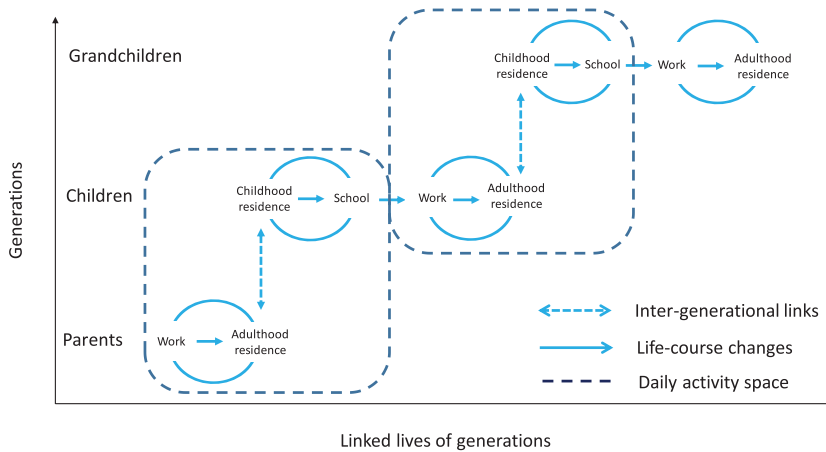 Grandchildren
Childhood
residence
School
Work
Adulthood
residence
Generations
Children
Childhood
residence
School
Work
Adulthood
residence
Parents
Work
Adulthood
residence
Inter-generational links
Life-course changes
Daily activity space
Linked lives of generations